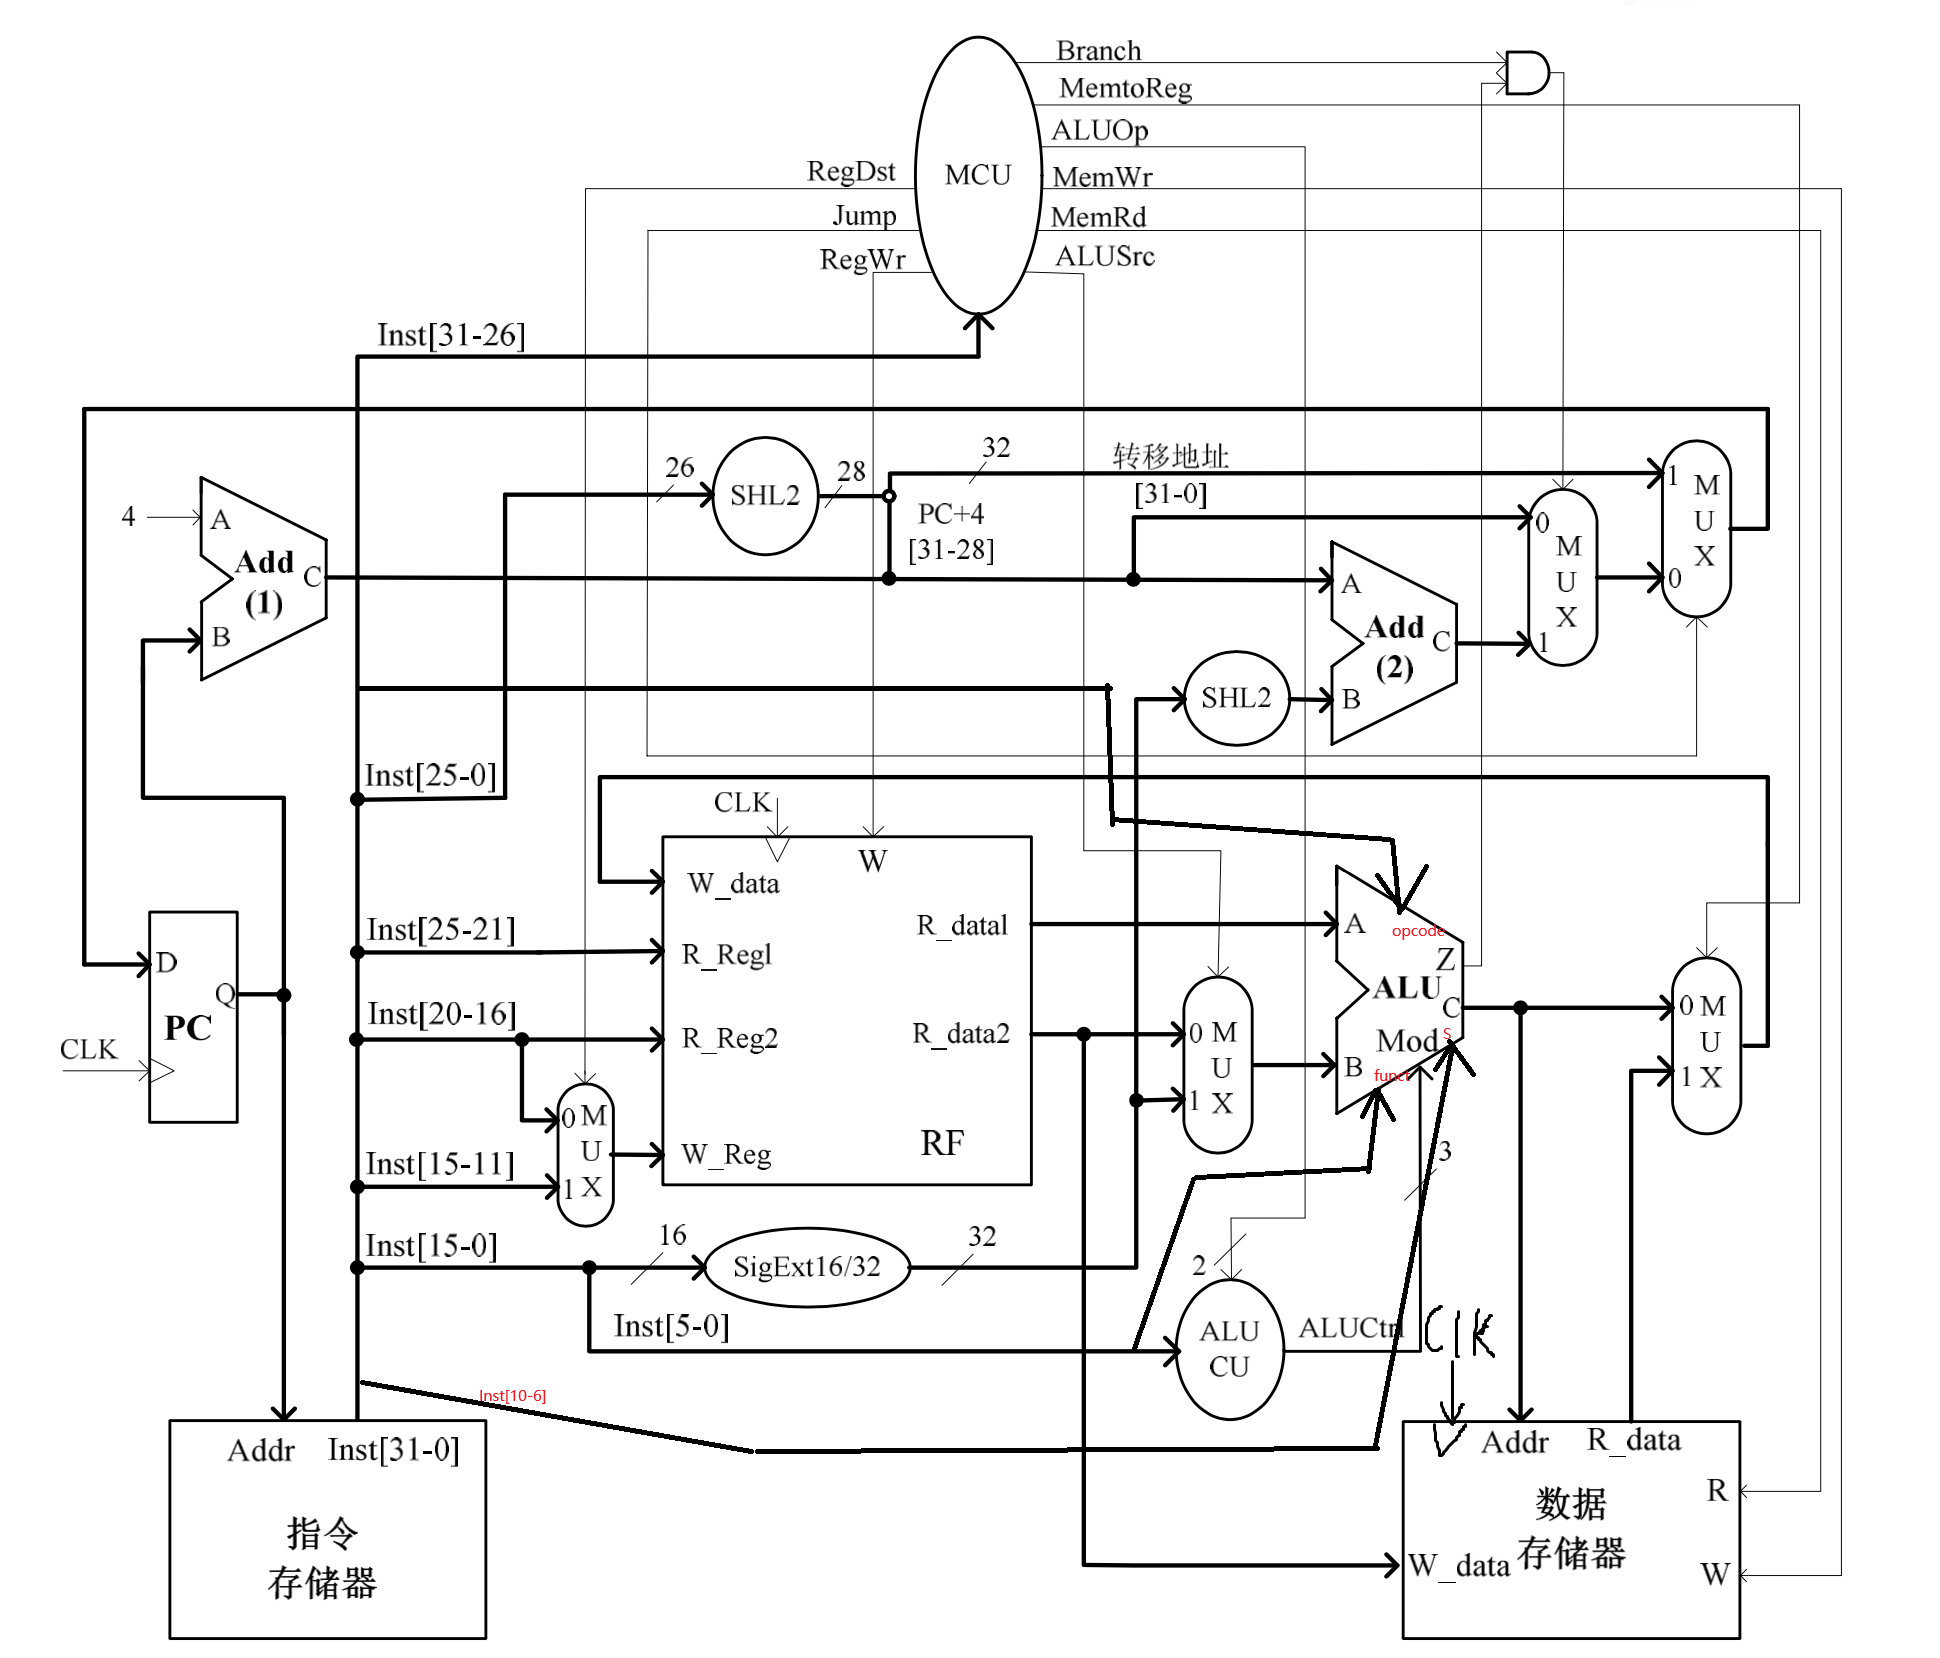 Branch
MemtoReg
ALUOp
MemWr
MemRd
ALUSrc
RegDst
Jump
RegWr
MCU
Inst[31-26]
26
SHL2
28
32
转移地址
[31-0]
PC+4
[31-28]
4
A
Add
(1)
B
C
A
Add
(2)
B
C
SHL2
0
1
M
U
X
1
0
M
U
X
Inst[25-0]
CLK
W
W_data
Inst[25-21]
R_Reg1
Inst[20-16]
R_Reg2
W_Reg
R_data1
R_data2
RF
D
Q
PC
CLK
0
1
M
U
X
Inst[15-11]
Inst[15-0]
16
SigExt16/32
32
Inst[5-0]
0
1
M
U
X
A
opcode
Z
ALU
C
Mod
S
B
funct
3
0
1
M
U
X
2
ALU
CU
ALUCtrl
CLK
Inst[10-6]
Addr
Inst[31-0]
指令
存储器
Addr
R_data
R
数据
存储器
W_data
W